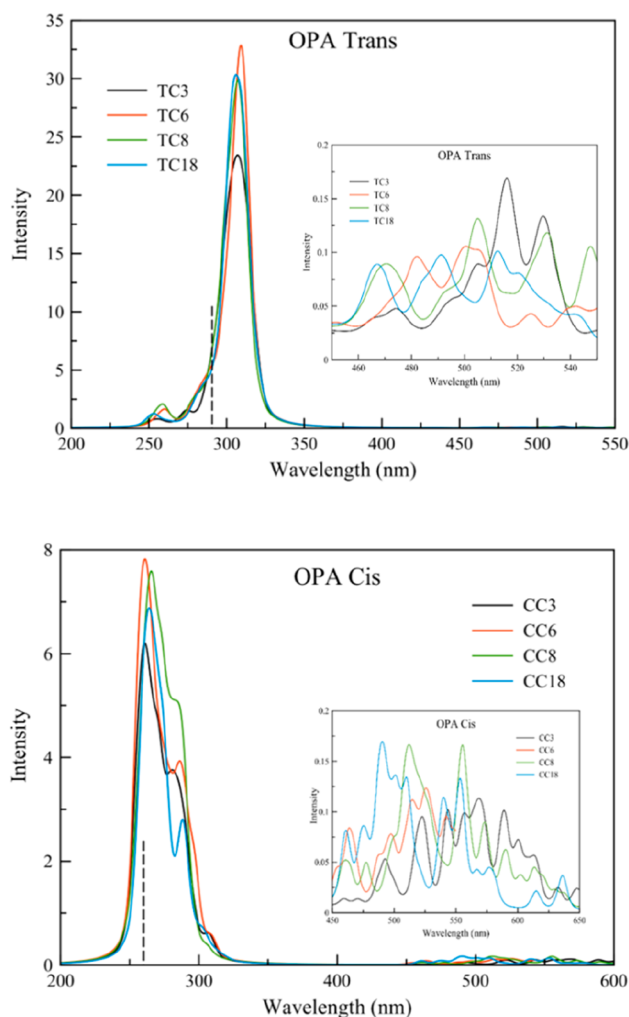 OPA Trans
TC3
TC6
TC8
TC18
Intensity
35
30
25
20
15
10
5
0
200 250 300 350 400 450 500 550
Wavelength (nm)
OPA Trans
TC3
TC6
TC8
TC18
Intensity
0.2
0.15
0.1
0.05
0
460 480 500 520 540
Wavelength (nm)
OPA Cis
CC3
CC6
CC8
CC18
Intensity
8
6
4
2
0
200 300 400 500 600
Wavelength (nm)
OPA Cis
CC3
CC6
CC8
CC18
Intensity
0.2
0.15
0.1
0.05
0
450 500 550 600 650
Wavelength (nm)